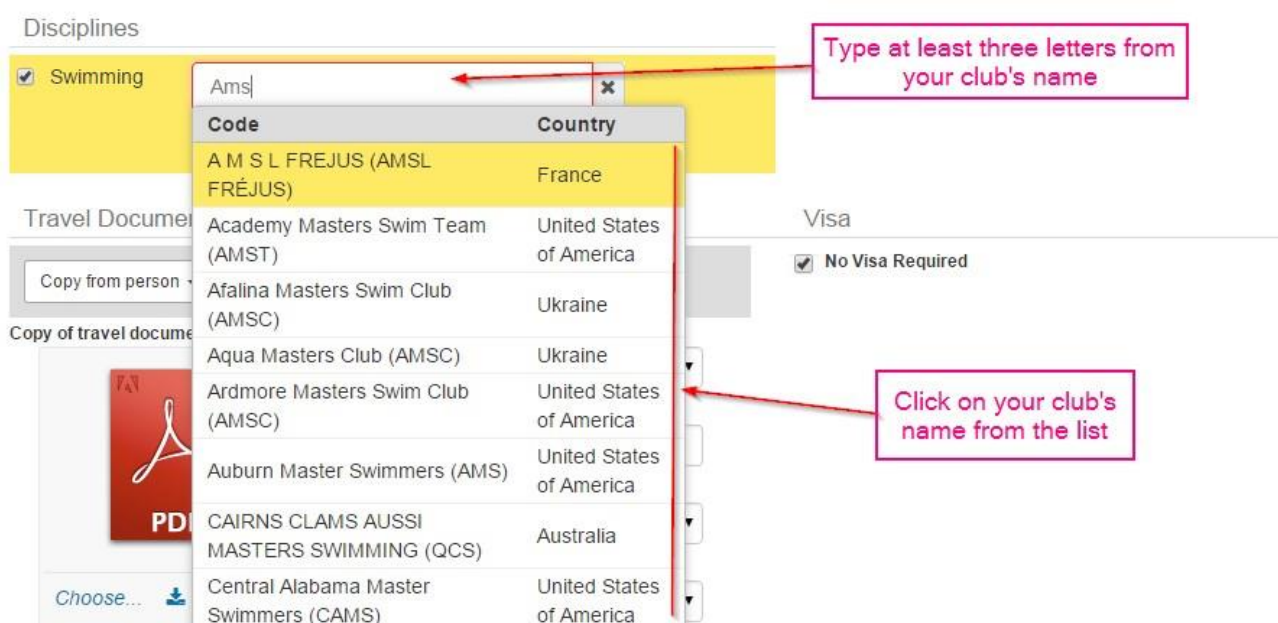 Disciplines
Swimming
Ams
Type at least three letters from
your club's name
Code Country
A M S L FREJUS (AMSL
FRÉJUS)
France
Academy Masters Swim Team
(AMST)
United States
of America
Afalina Masters Swim Club
(AMSC)
Ukraine
Aqua Masters Club (AMSC) Ukraine
Ardmore Masters Swim Club
(AMSC)
United States
of America
Auburn Master Swimmers (AMS)
United States
of America
CAIRNS CLAMS AUSSI
MASTERS SWIMMING (QCS)
Australia
Central Alabama Master
Swimmers (CAMS)
United States
of America
Travel Documen
Copy from person
Copy of travel docume
PDF
Choose...
Visa
No Visa Required
Click on your club's
name from the list